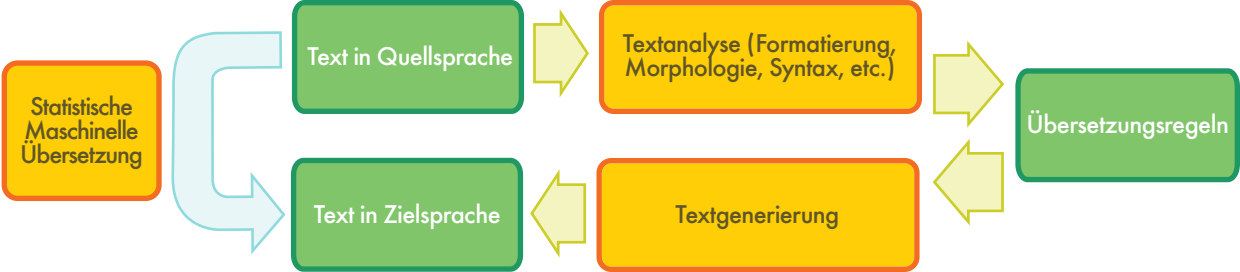 Statistische
Maschinelle
Übersetzung
Text in Quellsprache
Textanalyse (Formatierung,
Morphologie, Syntax, etc.)
Übersetzungsregeln
Textgenerierung
Text in Zielsprache